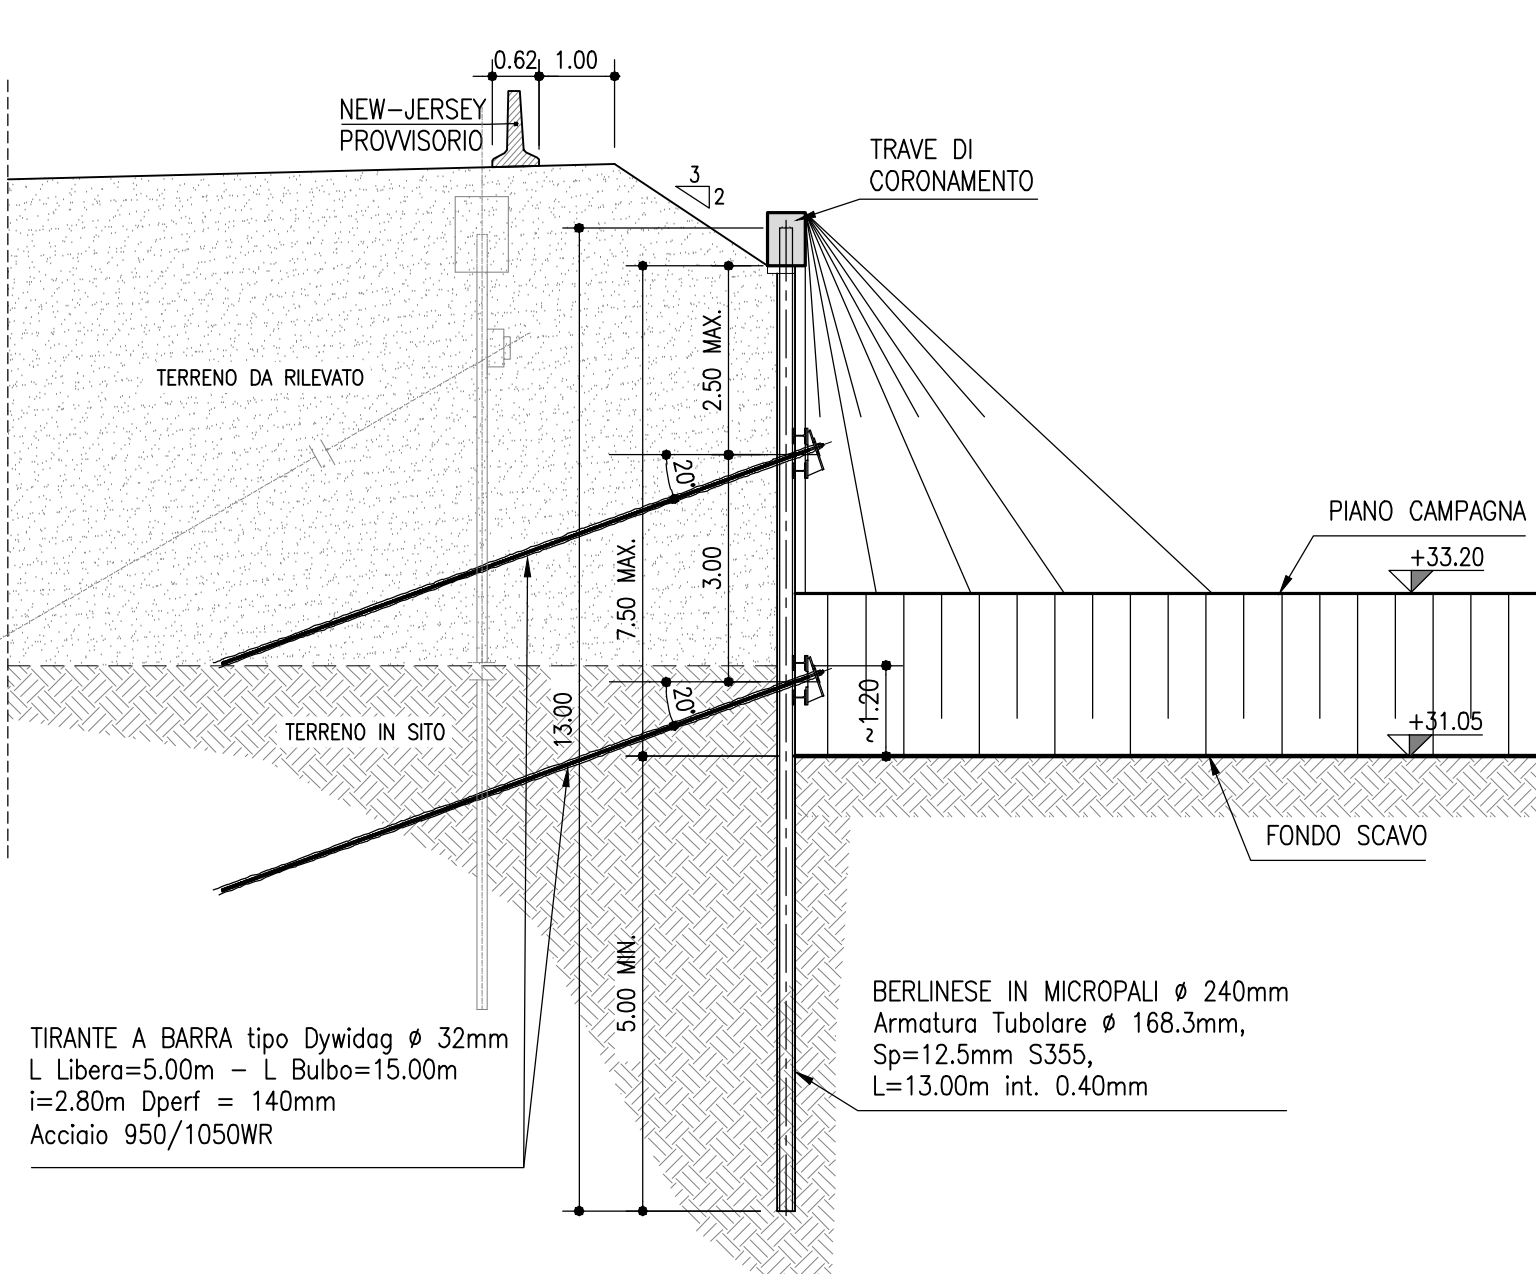 0.62
1.00
NEW-JERSEY
PROVVISORIO
TRAVE DI
CORONAMENTO
3
2
2.50 MAX.
TERRENO DA RILEVATO
20°
PIANO CAMPAGNA
+33.20
3.00
7.50 MAX.
20°
~1.20
13.00
TERRENO IN SITO
+31.05
FONDO SCAVO
5.00 MIN.
BERLINESE IN MICROPALI ø 240mm
Armatura Tubolare ø 168.3mm,
Sp=12.5mm S355,
L=13.00m int. 0.40mm
TIRANTE A BARRA tipo Dywidag ø 32mm
L Libera=5.00m – L Bulbo=15.00m
i=2.80m Dperf = 140mm
Acciaio 950/1050WR